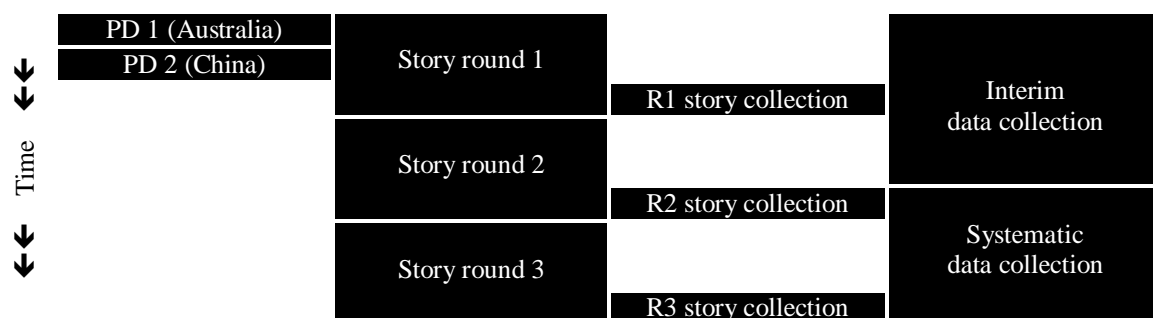 PD 1 (Australia)
PD 2 (China)
Story round 1
R1 story collection
Interim
data collection
Time
Story round 2
R2 story collection
Systematic
data collection
Story round 3
R3 story collection